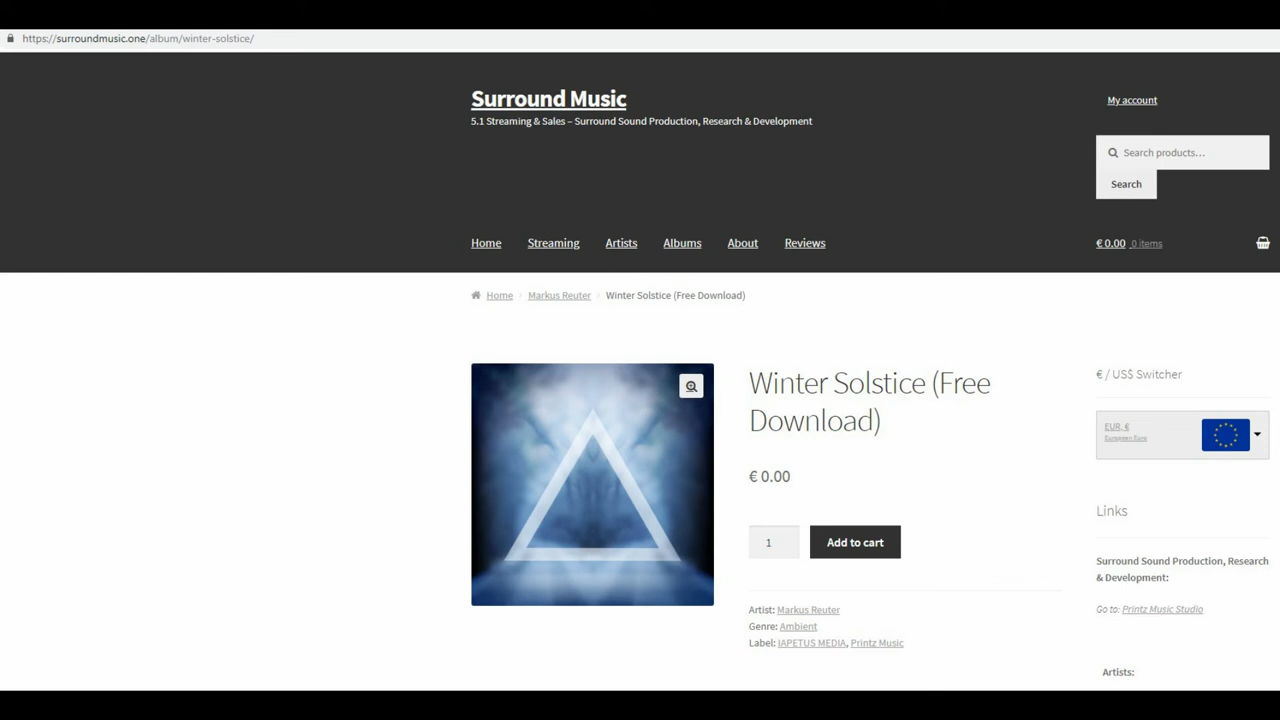 https://surroundmusic.one/album/winter-solstice/
Surround Music
5.1 Streaming & Sales – Surround Sound Production, Research & Development
My account
Search products…
Search
Home Streaming Artists Albums About Reviews
€ 0.00 0 items
Home Markus Reuter Winter Solstice (Free Download)
Winter Solstice (Free
Download)
€ 0.00
1 Add to cart
Artist: Markus Reuter
Genre: Ambient
Label: IAPETUS MEDIA, Printz Music
€ / US$ Switcher
EUR, €
European Euro
Links
Surround Sound Production, Research
& Development:
Go to: Printz Music Studio
Artists: